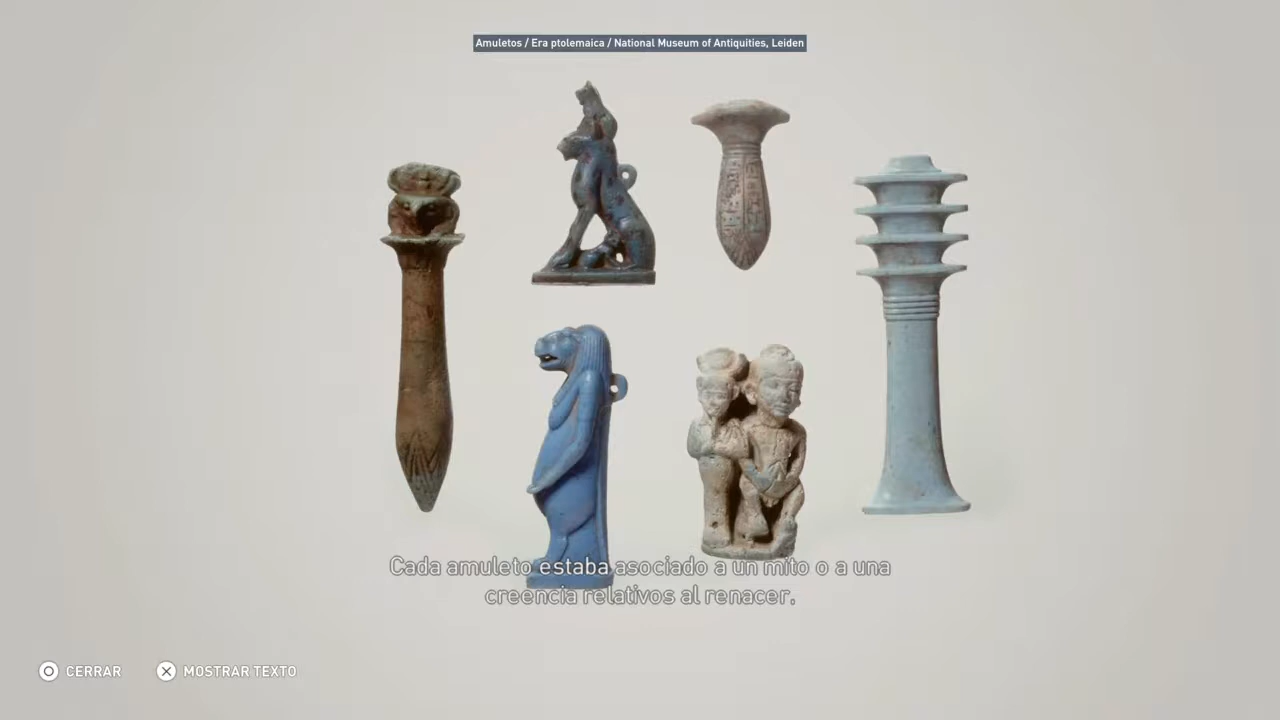 Amuletos / Era ptolemaica / National Museum of Antiquities, Leiden
Cada amuleto estaba asociado a un mito o a una
creencia relativos al renacer.
CERRAR
MOSTRAR TEXTO